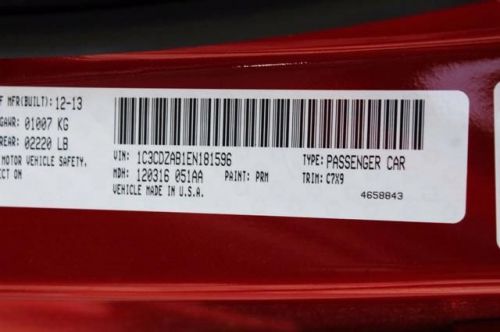 F MFR(BUILT): 12-13
GAWR: 01007 KG
REAR: 02220 LB
MOTOR VEHICLE SAFETY,
ECT ON
VIN: 1C3CDZAB1EN181596
TYPE: PASSENGER CAR
MDH: 120316 051AA
PAINT: PRM
TRIM: C7X9
VEHICLE MADE IN U.S.A.
4658843